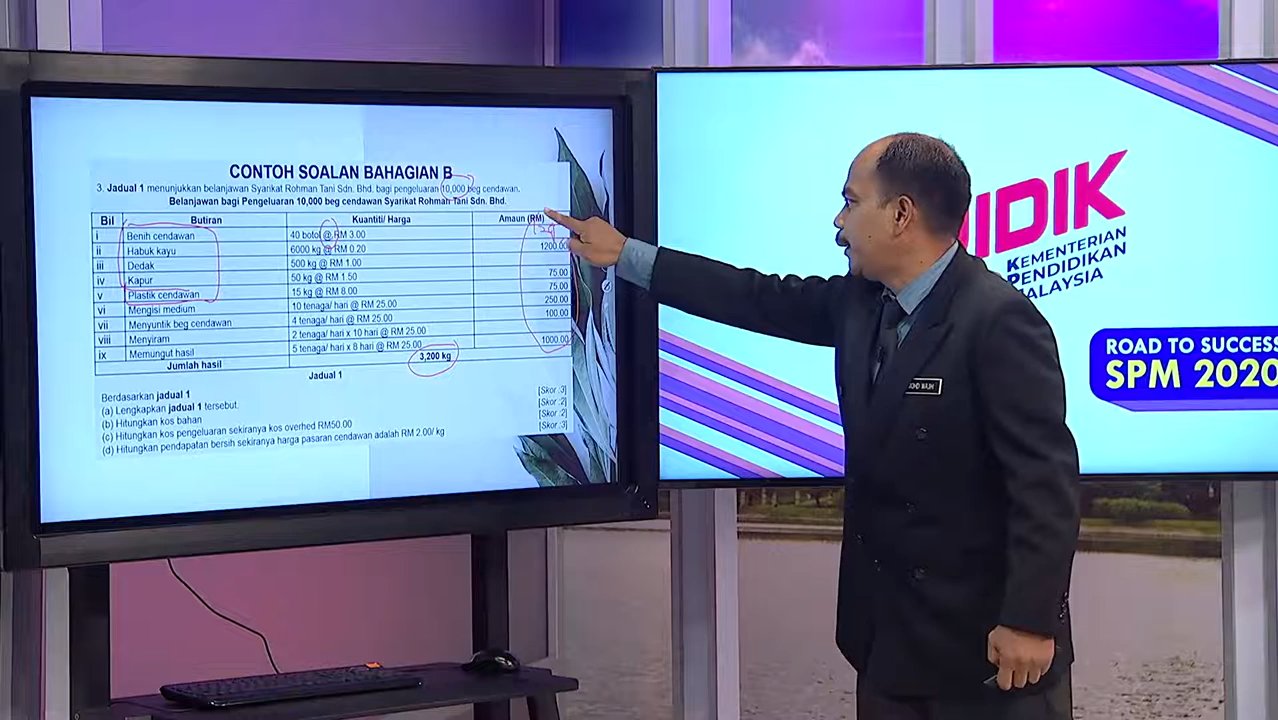 CONTOH SOALAN BAHAGIAN B
3. Jadual 1 menunjukkan belanjawan Syarikat Rohman Tani Sdn. Bhd. bagi pengeluaran 10,000 beg cendawan.
Belanjawan bagi Pengeluaran 10,000 beg cendawan Syarikat Rohman Tani Sdn. Bhd.
Bil Butiran Kuantiti/ Harga Amaun (RM)
i Benih cendawan 40 botol @ RM 3.00
ii Habuk kayu 6000 kg @ RM 0.20 1200.00
iii Dedak 500 kg @ RM 1.00
iv Kapur 50 kg @ RM 1.50 75.00
v Plastik cendawan 15 kg @ RM 8.00 75.00
vi Mengisi medium 10 tenaga/ hari @ RM 25.00 250.00
vii Menyuntik beg cendawan 4 tenaga/ hari @ RM 25.00 100.00
viii Menyiram 2 tenaga/ hari x 10 hari @ RM 25.00
ix Memungut hasil 5 tenaga/ hari x 8 hari @ RM 25.00 1000.00
Jumlah hasil 3,200 kg
Jadual 1
Berdasarkan jadual 1
(a) Lengkapkan jadual 1 tersebut. [Skor :3]
(b) Hitungkan kos bahan [Skor :2]
(c) Hitungkan kos pengeluaran sekiranya kos overhed RM50.00 [Skor :2]
(d) Hitungkan pendapatan bersih sekiranya harga pasaran cendawan adalah RM 2.00/ kg [Skor :3]
IDIK
KEMENTERIAN
PENDIDIKAN
MALAYSIA
ROAD TO SUCCESS
SPM 2020